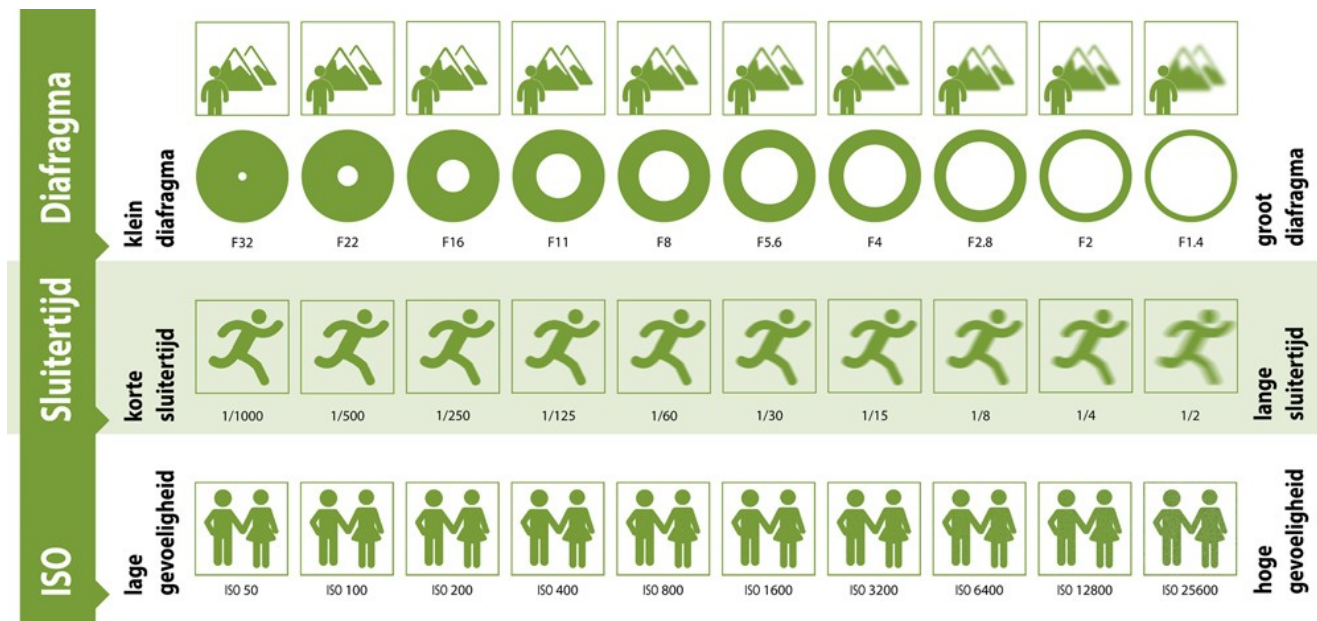 Diafragma
klein
diafragma
F32 F22 F16 F11 F8 F5.6 F4 F2.8 F2 F1.4
groot
diafragma
Sluitertijd
korte
sluitertijd
1/1000 1/500 1/250 1/125 1/60 1/30 1/15 1/8 1/4 1/2
lange
sluitertijd
ISO
lage
gevoeligheid
ISO 50 ISO 100 ISO 200 ISO 400 ISO 800 ISO 1600 ISO 3200 ISO 6400 ISO 12800 ISO 25600
hoge
gevoeligheid